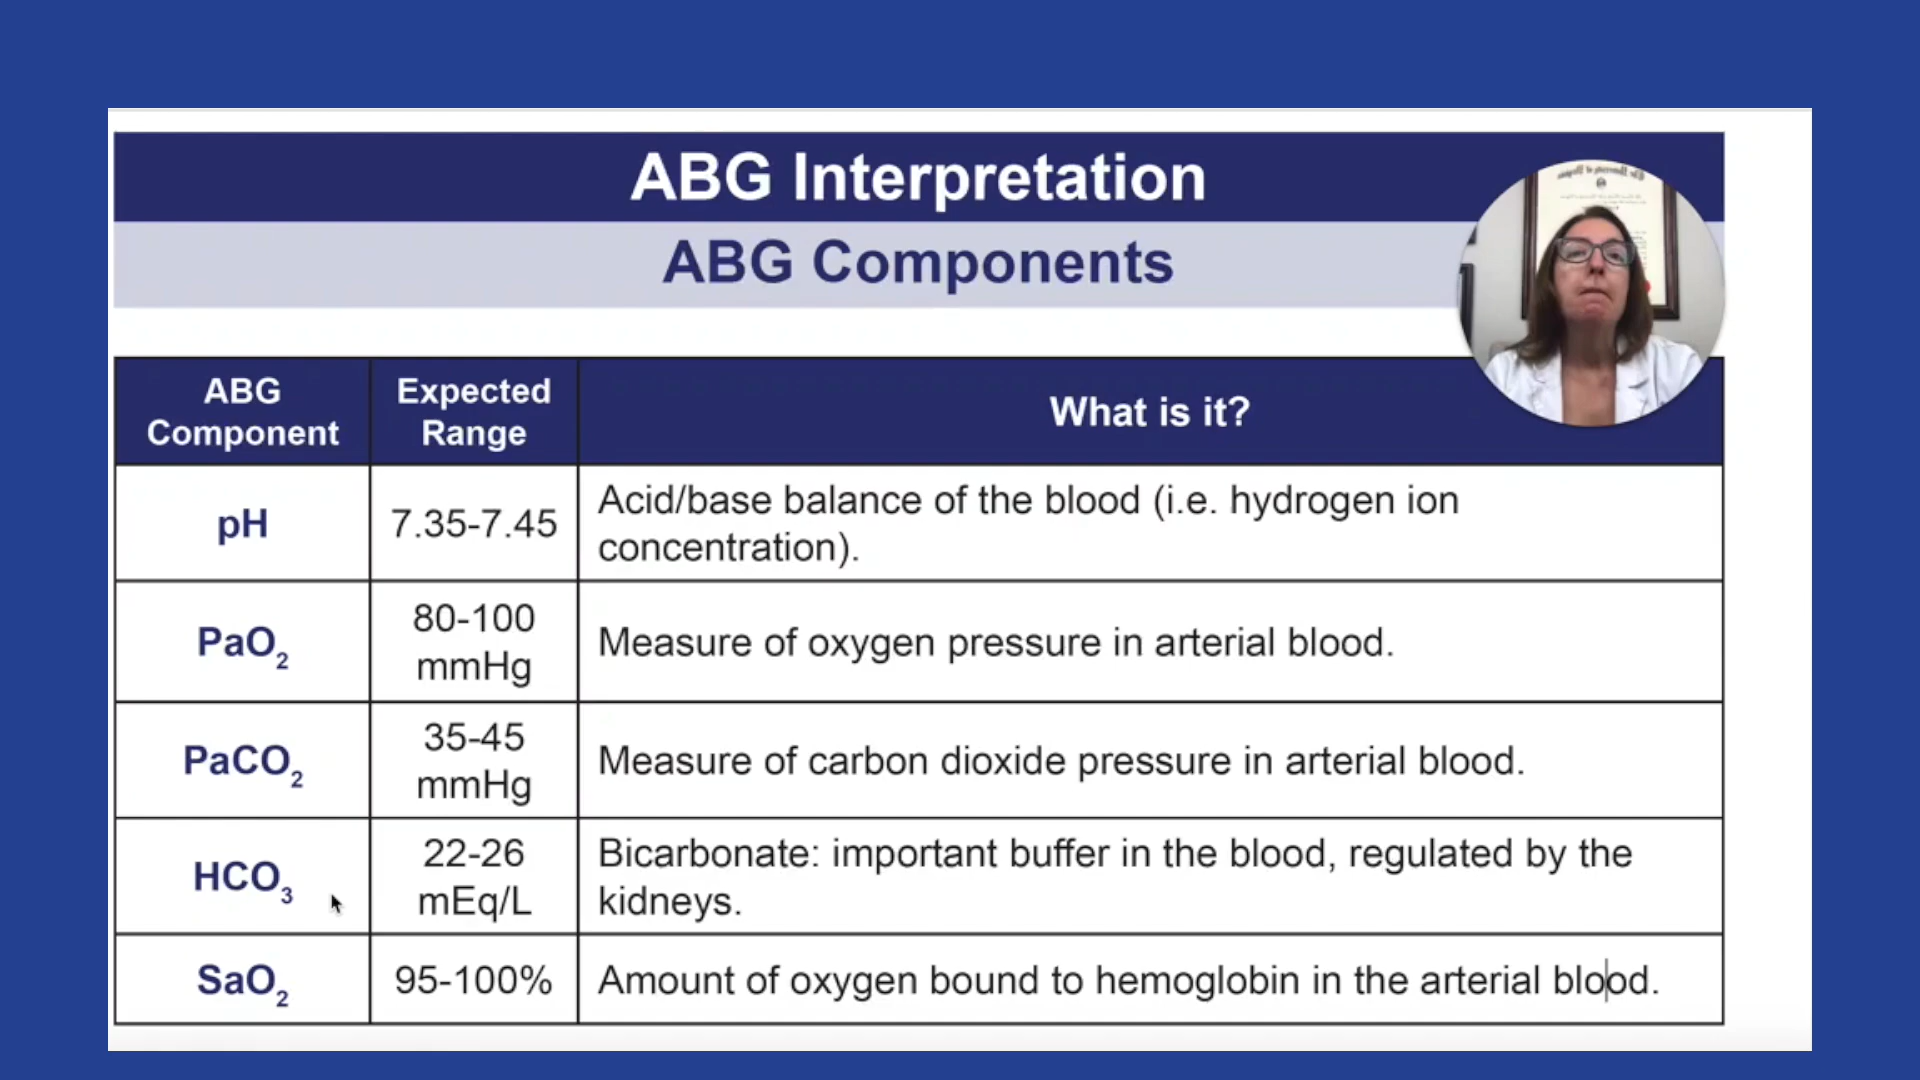 ABG Interpretation
ABG Components
ABG
Component
Expected
Range
What is it?
pH
7.35-7.45
Acid/base balance of the blood (i.e. hydrogen ion
concentration).
PaO₂
80-100
mmHg
Measure of oxygen pressure in arterial blood.
PaCO₂
35-45
mmHg
Measure of carbon dioxide pressure in arterial blood.
HCO₃
22-26
mEq/L
Bicarbonate: important buffer in the blood, regulated by the
kidneys.
SaO₂
95-100%
Amount of oxygen bound to hemoglobin in the arterial blood.